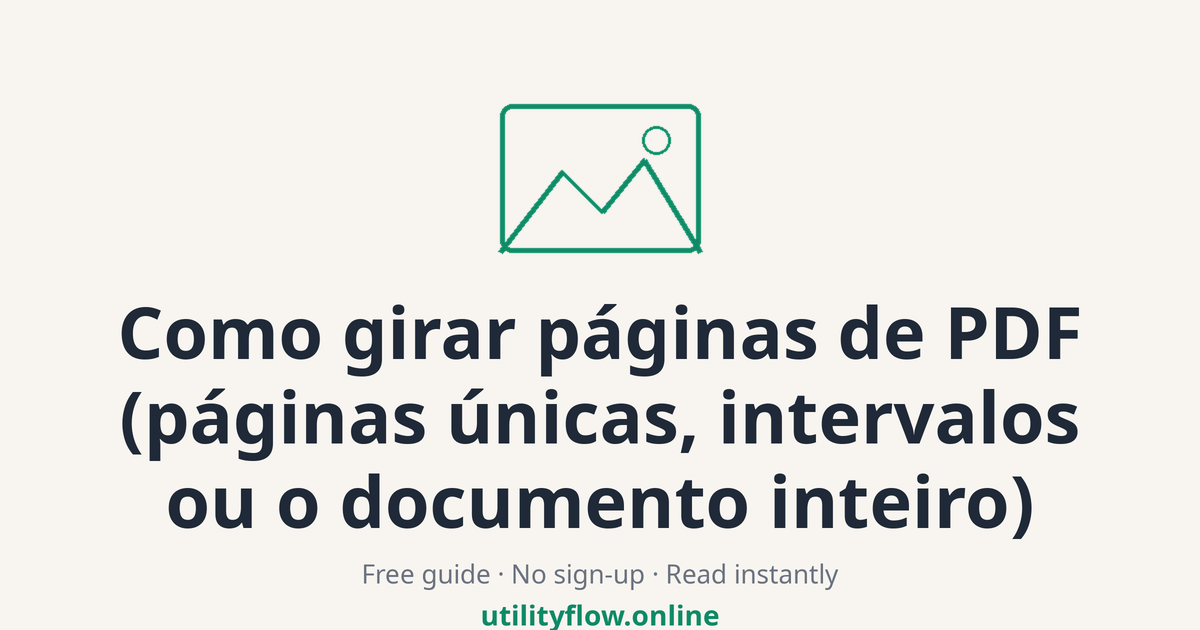 Como girar páginas de PDF
(páginas únicas, intervalos
ou o documento inteiro)
Free guide · No sign-up · Read instantly
utilityflow.online